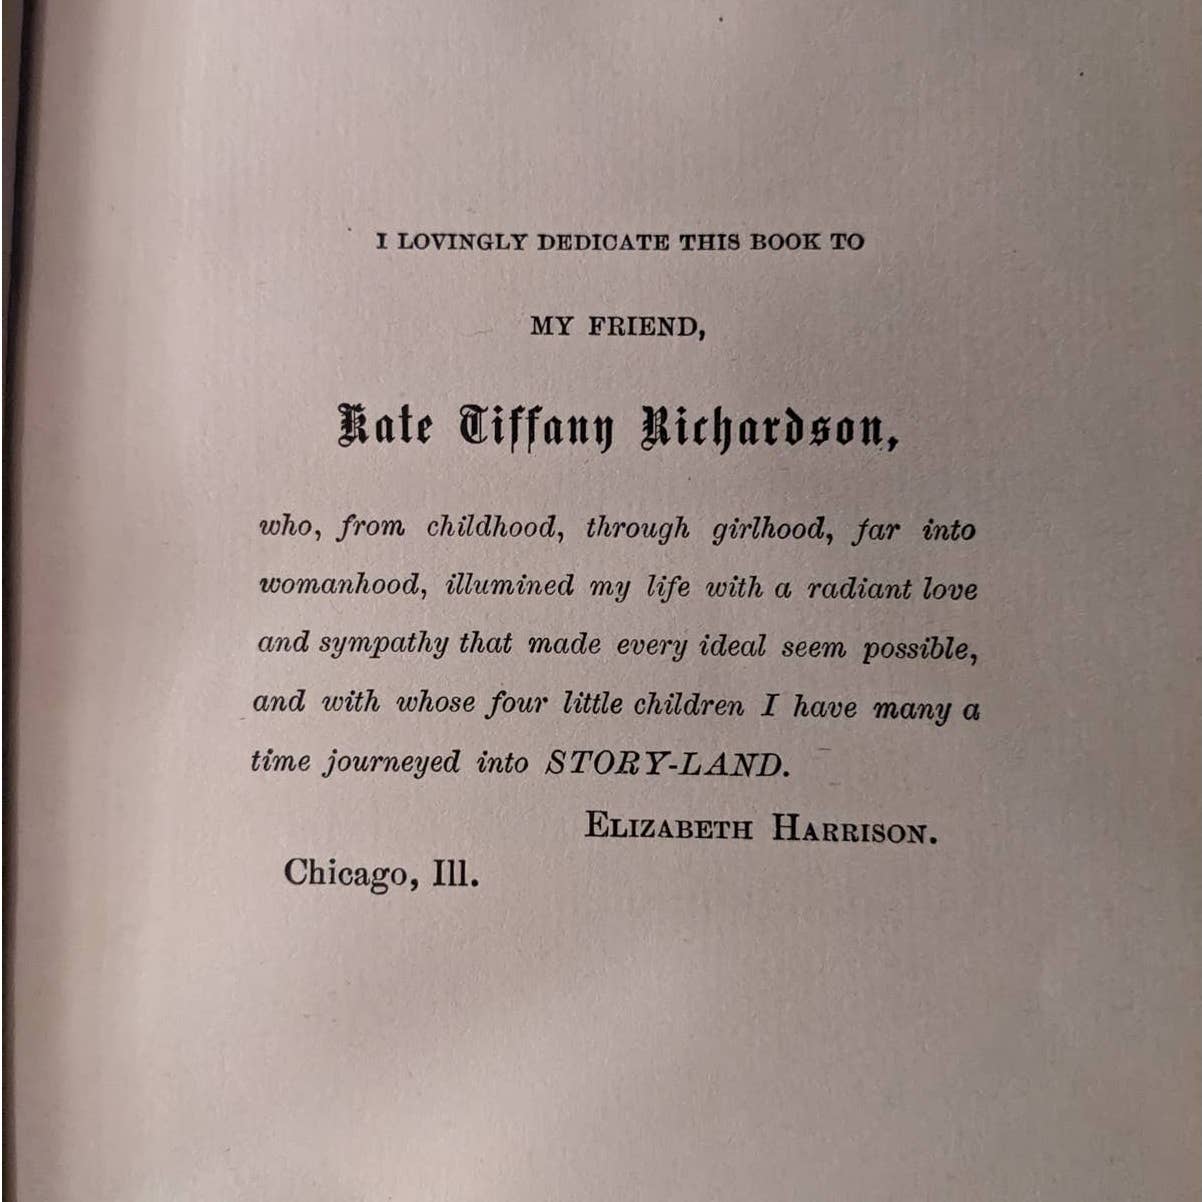 I LOVINGLY DEDICATE THIS BOOK TO
MY FRIEND,
Kate Tiffany Richardson,
who, from childhood, through girlhood, far into
womanhood, illumined my life with a radiant love
and sympathy that made every ideal seem possible,
and with whose four little children I have many a
time journeyed into STORY-LAND.
ELIZABETH HARRISON.
Chicago, Ill.